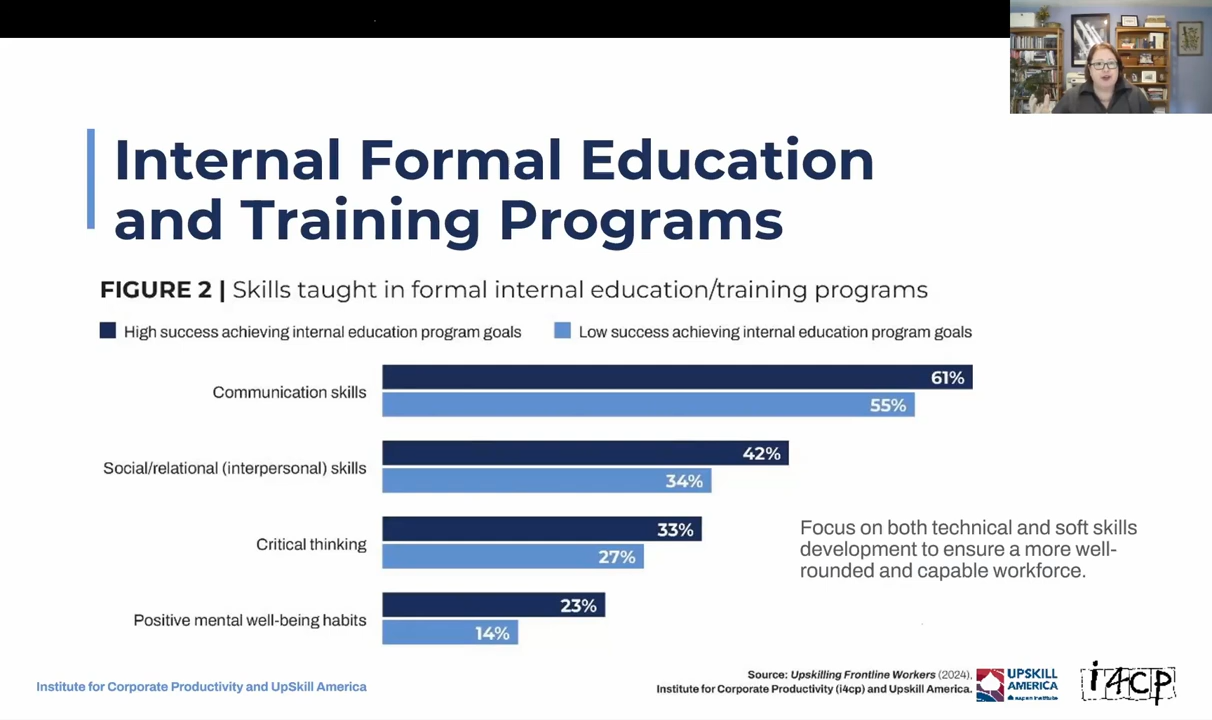 Internal Formal Education
and Training Programs
FIGURE 2 | Skills taught in formal internal education/training programs
High success achieving internal education program goals
Low success achieving internal education program goals
Communication skills
61%
55%
Social/relational (interpersonal) skills
42%
34%
Critical thinking
33%
27%
Positive mental well-being habits
23%
14%
Focus on both technical and soft skills
development to ensure a more well-
rounded and capable workforce.
Institute for Corporate Productivity and UpSkill America
Source: Upskilling Frontline Workers (2024),
Institute for Corporate Productivity (i4cp) and Upskill America.
UPSKILL
AMERICA
aspen institute
i4cp